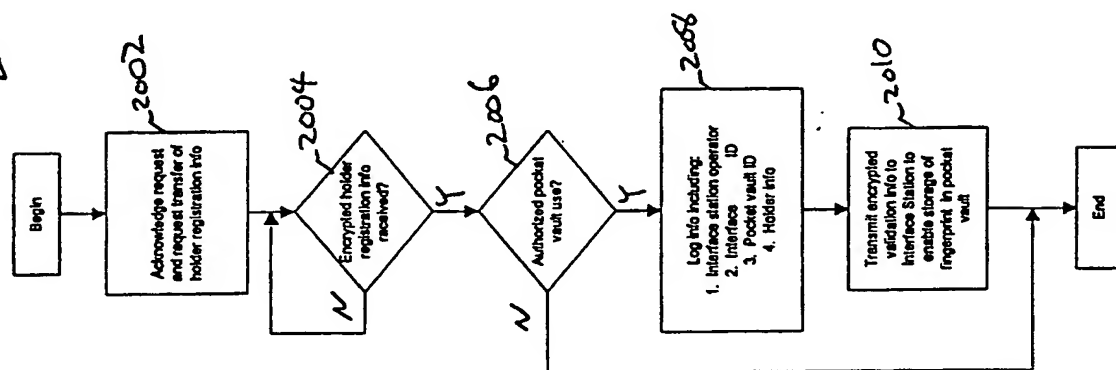 Begin
2002
Acknowledge request
and request transfer of
holder registration info
2004
Encrypted holder
registration info
received?
N
Y
2006
Authorized pocket
vault use?
N
Y
2008
Log info including:
1. Interface station operator
2. Interface ID
3. Pocket vault ID
4. Holder info
2010
Transmit encrypted
validation info to
Interface Station to
enable storage of
fingerprint in pocket
vault
End